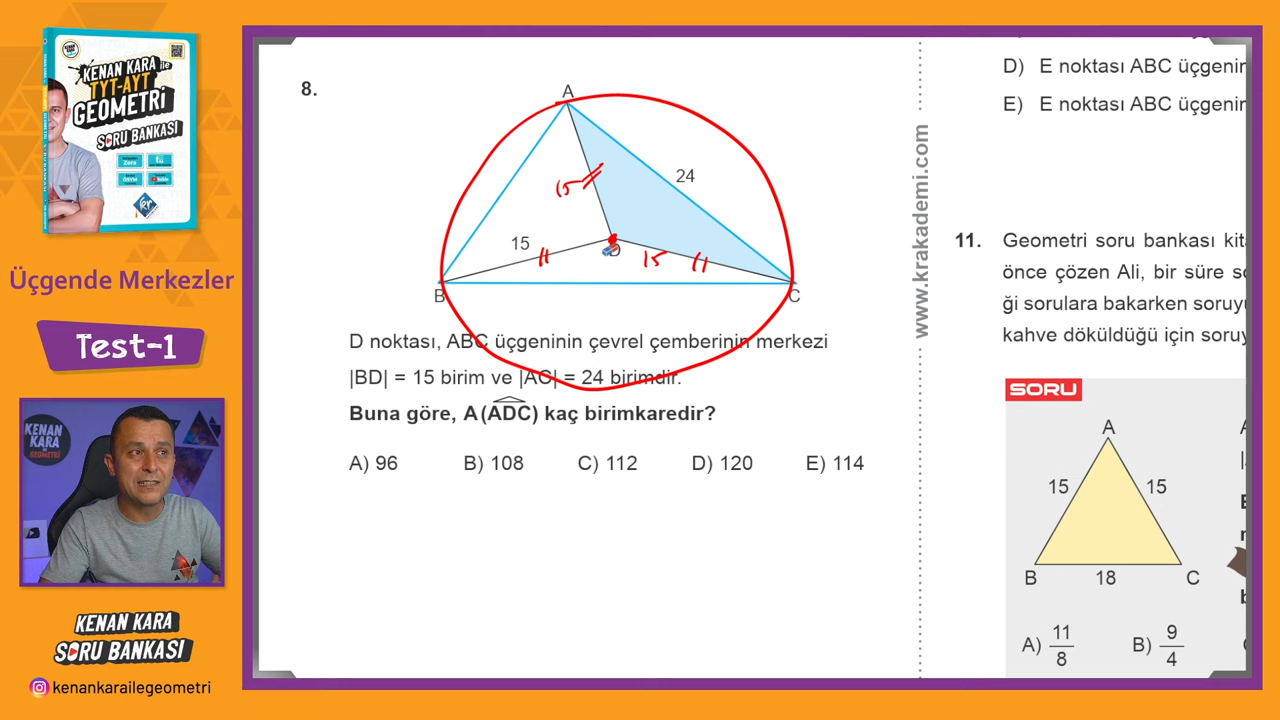 KENAN KARA ile
TYT-AYT
GEOMETRİ
SORU BANKASI
Üçgende Merkezler
Test-1
KENAN
KARA
GEOMETRİ
KENAN KARA
SORU BANKASI
kenankarailegeometri
8.
A
24
15
15
D
15
B
C
D noktası, ABC üçgeninin çevrel çemberinin merkezi
|BD| = 15 birim ve |AC| = 24 birimdir.
Buna göre, A(ADC) kaç birimkaredir?
A) 96 B) 108 C) 112 D) 120 E) 114
www.krakademi.com
D) E noktası ABC üçgenin
E) E noktası ABC üçgenin
11. Geometri soru bankası kit
önce çözen Ali, bir süre so
ği sorulara bakarken soruyu
kahve döküldüğü için soruy
SORU
A
15
15
B
18
C
A) 11/8 B) 9/4